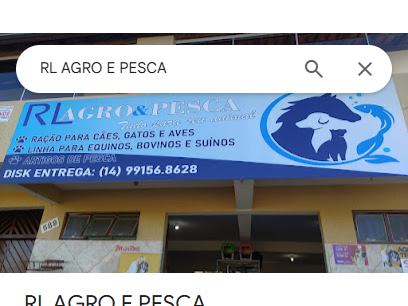 RL AGRO E PESCA
RL AGRO & PESCA
Tudo para seu animal!
RAÇÃO PARA CÃES, GATOS E AVES
LINHA PARA EQUINOS, BOVINOS E SUÍNOS
ARTIGOS DE PESCA
DISK ENTREGA: (14) 99156.8628
589
RL AGRO E PESCA